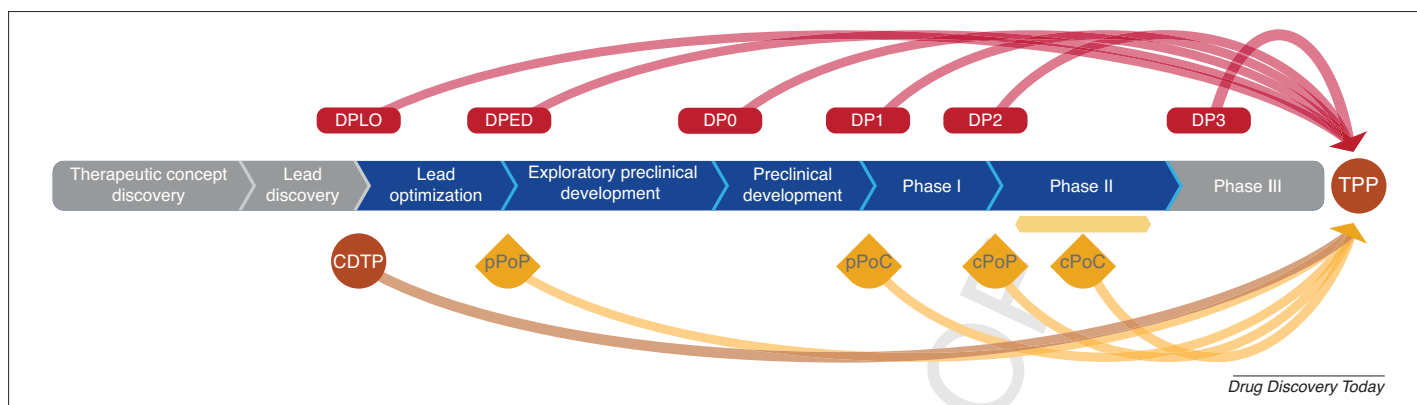 DPLO DPED DP0 DP1 DP2 DP3
Therapeutic concept
discovery
Lead
discovery
Lead
optimization
Exploratory preclinical
development
Preclinical
development
Phase I
Phase II
Phase III
TPP
CDTP pPoP pPoC cPoP cPoC
Drug Discovery Today